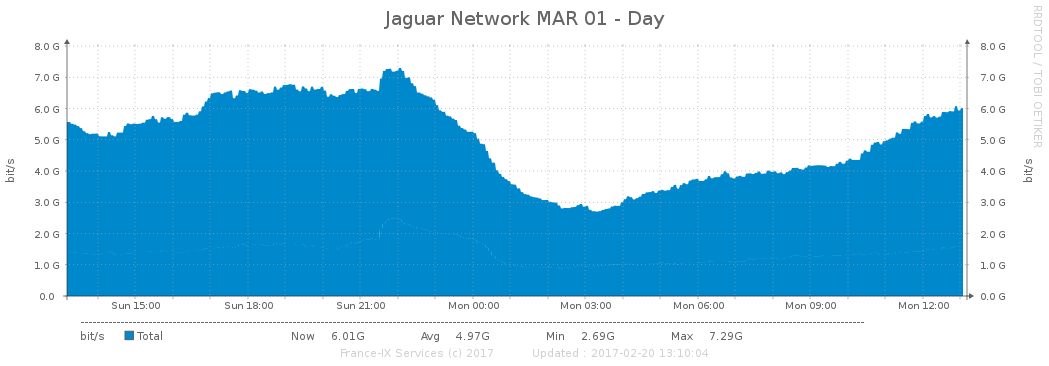 Jaguar Network MAR 01 - Day
RRDTOOL / TOBI OETIKER
8.0 G 8.0 G
7.0 G 7.0 G
6.0 G 6.0 G
5.0 G 5.0 G
4.0 G 4.0 G
3.0 G 3.0 G
2.0 G 2.0 G
1.0 G 1.0 G
0.0 0.0 G
bit/s
bit/s
Sun 15:00 Sun 18:00 Sun 21:00 Mon 00:00 Mon 03:00 Mon 06:00 Mon 09:00 Mon 12:00
bit/s Total Now 6.01G Avg 4.97G Min 2.69G Max 7.29G
France-IX Services (c) 2017 Updated : 2017-02-20 13:10:04